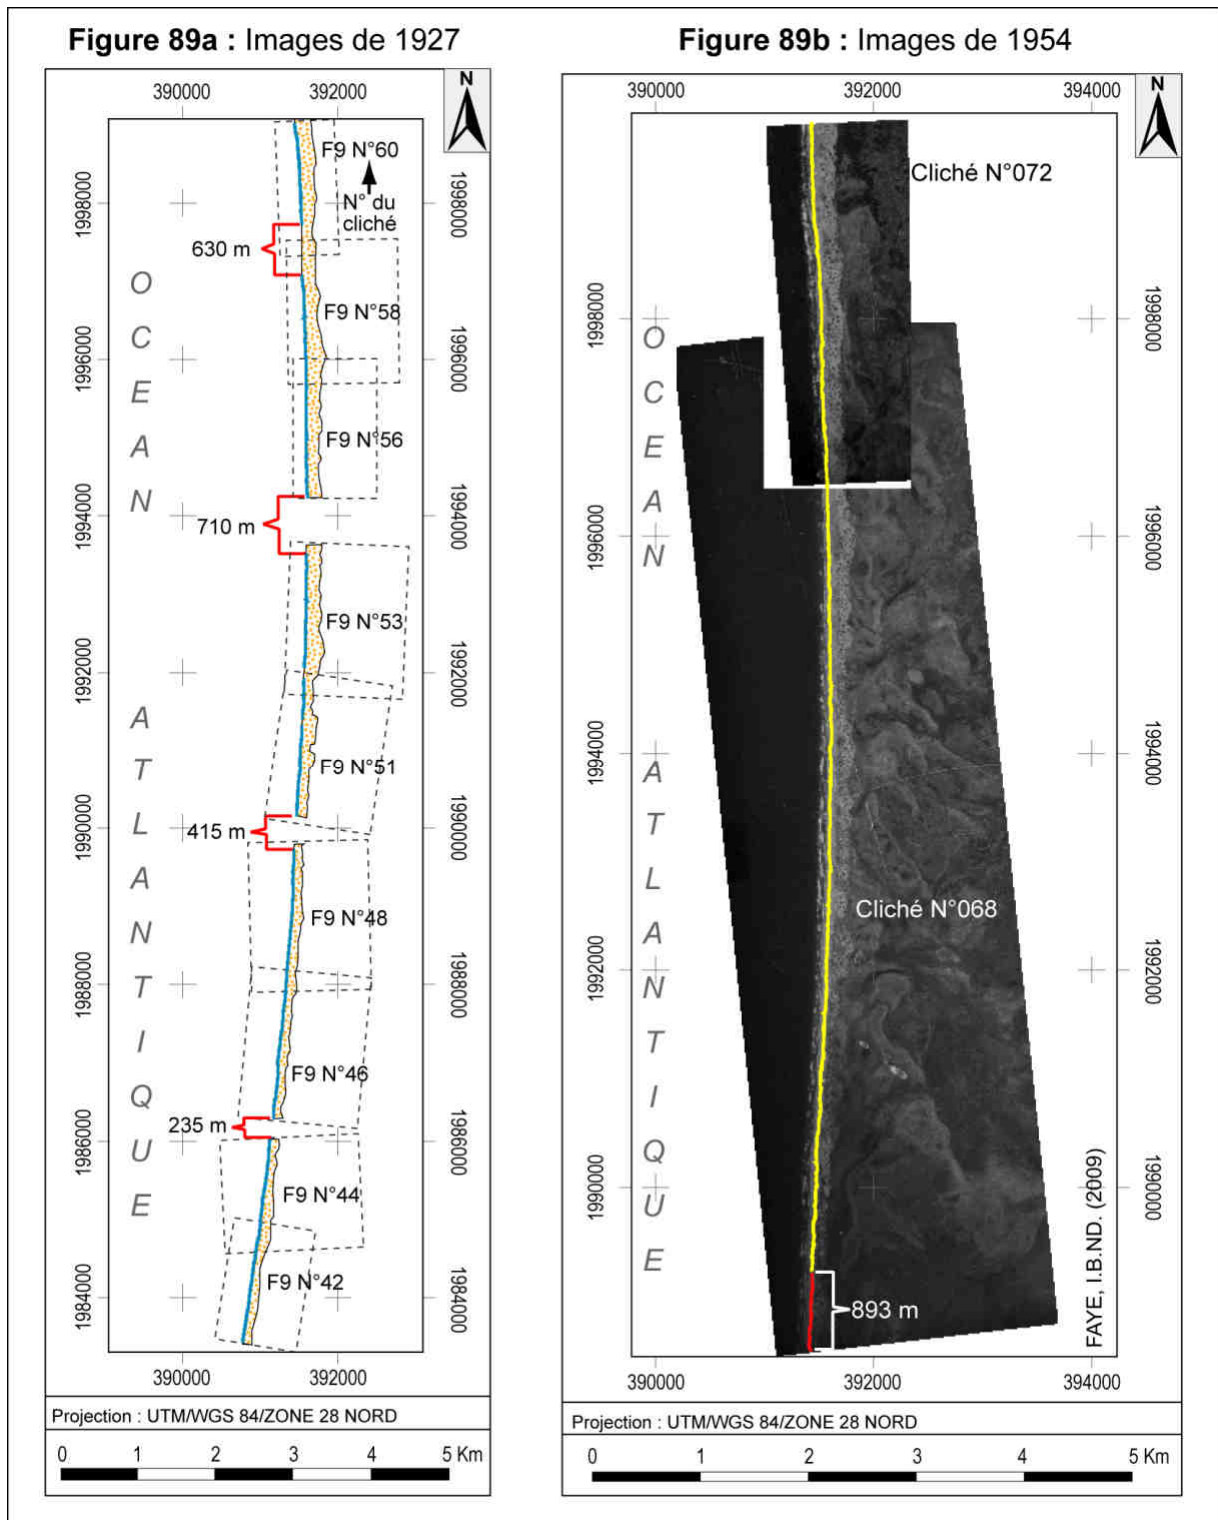 Figure 89a : Images de 1927
390000 392000
N
F9 N°60
N° du
cliché
1998000
1998000
630 m
F9 N°58
1996000
1996000
F9 N°56
1994000
1994000
710 m
F9 N°53
1992000
1992000
F9 N°51
1990000
1990000
415 m
F9 N°48
1988000
1988000
F9 N°46
1986000
1986000
235 m
F9 N°44
F9 N°42
1984000
1984000
OCEAN
ATLANTIQUE
390000 392000
Projection : UTM/WGS 84/ZONE 28 NORD
0 1 2 3 4 5 Km
Figure 89b : Images de 1954
390000 392000 394000
N
Cliché N°072
1998000
1998000
1996000
1996000
1994000
1994000
Cliché N°068
1992000
1992000
1990000
1990000
893 m
OCEAN
ATLANTIQUE
FAYE, I.B.ND. (2009)
390000 392000 394000
Projection : UTM/WGS 84/ZONE 28 NORD
0 1 2 3 4 5 Km